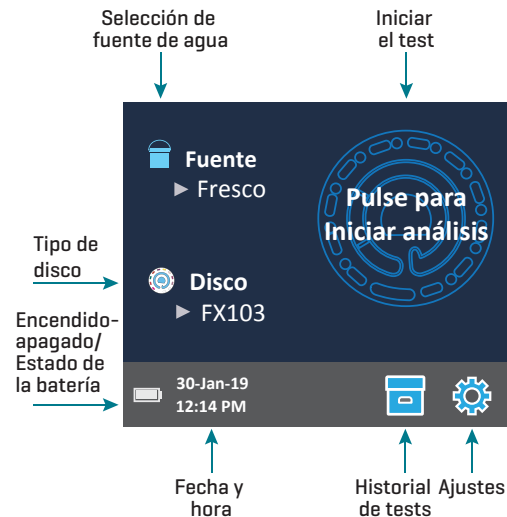 Selección de
fuente de agua
Iniciar
el test
Fuente
► Fresco
Pulse para
Iniciar análisis
Tipo de
disco
Disco
► FX103
Encendido-
apagado/
Estado de
la batería
30-Jan-19
12:14 PM
Fecha y
hora
Historial
de tests
Ajustes